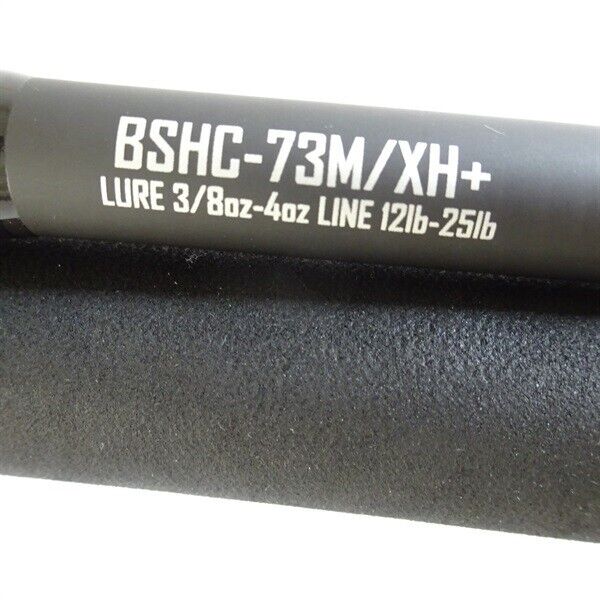 BSHC-73M/XH+
LURE 3/8oz-4oz LINE 12lb-25lb